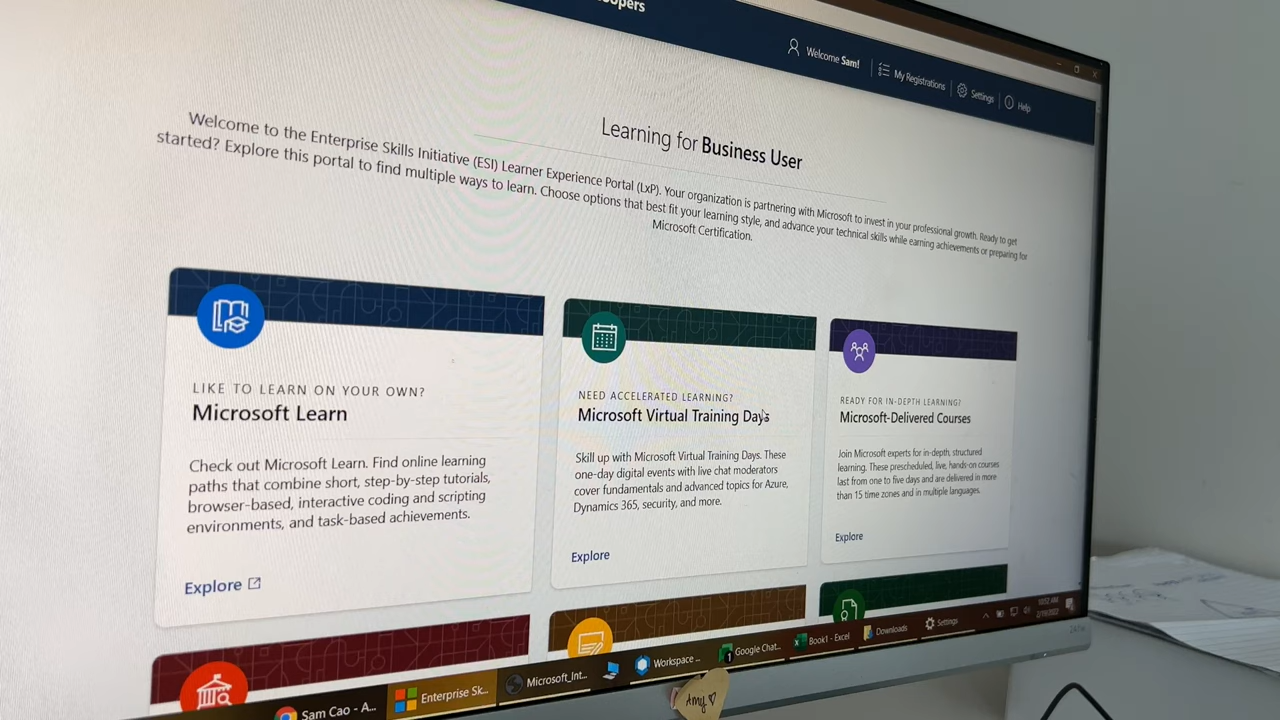 Welcome Sam!
My Registrations
Settings
Help
Learning for Business User
Welcome to the Enterprise Skills Initiative (ESI) Learner Experience Portal (LxP). Your organization is partnering with Microsoft to invest in your professional growth. Ready to get
started? Explore this portal to find multiple ways to learn. Choose options that best fit your learning style, and advance your technical skills while earning achievements or preparing for
Microsoft Certification.
LIKE TO LEARN ON YOUR OWN?
Microsoft Learn
Check out Microsoft Learn. Find online learning
paths that combine short, step-by-step tutorials,
browser-based, interactive coding and scripting
environments, and task-based achievements.
Explore
NEED ACCELERATED LEARNING?
Microsoft Virtual Training Days
Skill up with Microsoft Virtual Training Days. These
one-day digital events with live chat moderators
cover fundamentals and advanced topics for Azure,
Dynamics 365, security, and more.
Explore
READY FOR IN-DEPTH LEARNING?
Microsoft-Delivered Courses
Join Microsoft experts for in-depth, structured
learning. These prescheduled, live, hands-on courses
last from one to five days and are delivered in more
than 15 time zones and in multiple languages.
Explore
Sam Cao - A...
Enterprise Sk...
Microsoft_Int...
Workspace ...
1
Google Chat...
Book1 - Excel
Downloads
Settings
10:52 AM
Amy